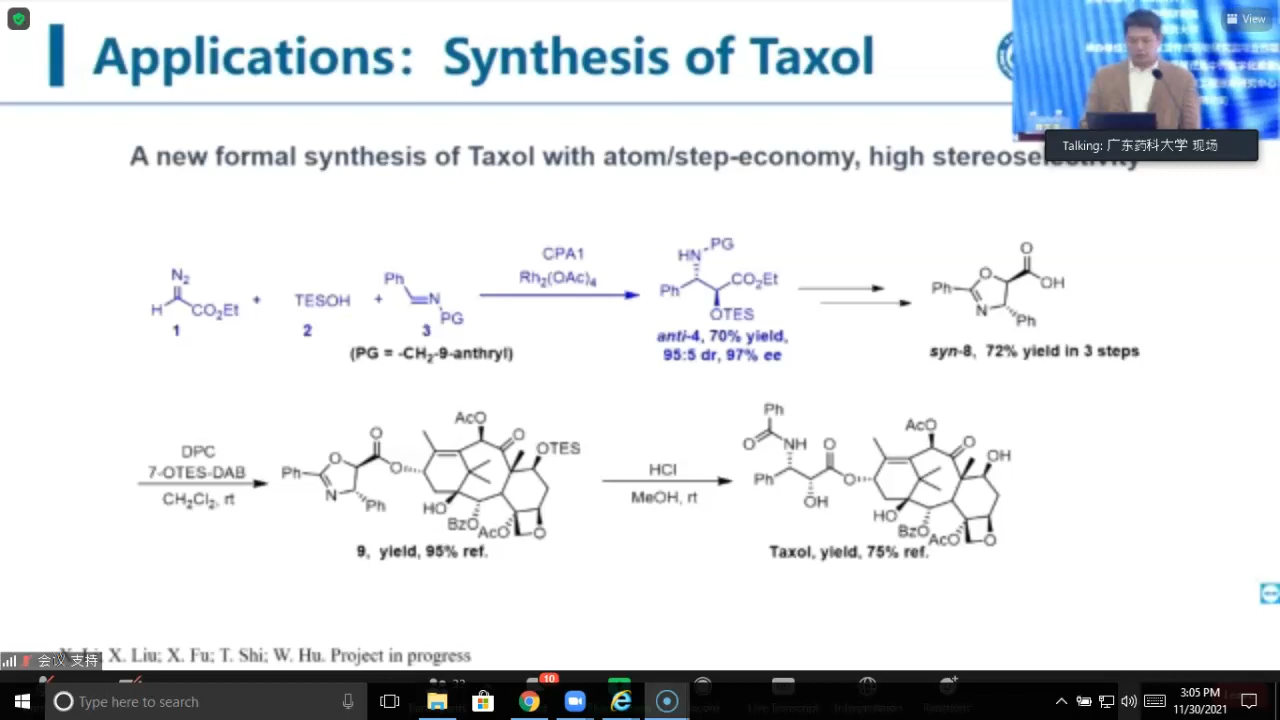 View
Applications: Synthesis of Taxol
Talking: 广东药科大学 现场
A new formal synthesis of Taxol with atom/step-economy, high stereoselectivity
N2
H
CO2Et
1
+
TESOH
2
+
Ph
N
PG
3
(PG = -CH2-9-anthryl)
CPA1
Rh2(OAc)4
HN
PG
Ph
CO2Et
OTES
anti-4, 70% yield,
95:5 dr, 97% ee
O
OH
O
Ph
N
Ph
syn-8, 72% yield in 3 steps
DPC
7-OTES-DAB
CH2Cl2, rt
AcO
O
OTES
O
O
O
Ph
N
Ph
HO
BzO
AcO
O
9, yield, 95% ref.
HCl
MeOH, rt
Ph
O
NH
O
Ph
OH
O
AcO
O
OH
HO
BzO
AcO
O
Taxol, yield, 75% ref.
会议 支持
X. Liu; X. Fu; T. Shi; W. Hu. Project in progress
Type here to search
10
3:05 PM
11/30/2021